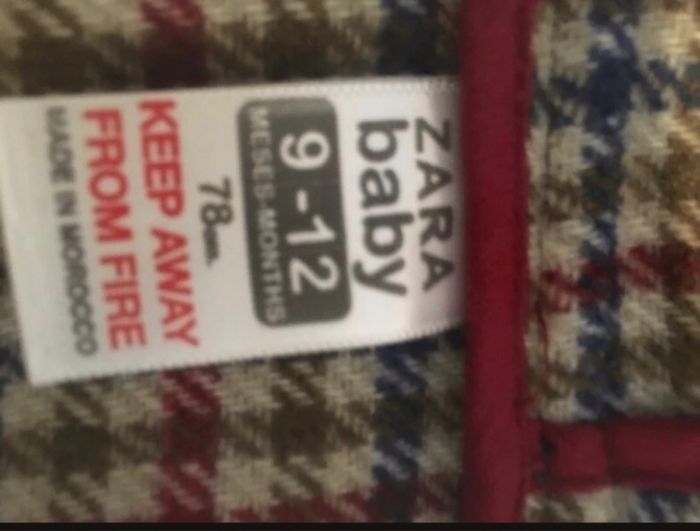 ZARA
baby
9-12
MESES-MONTHS
78cm.
KEEP AWAY
FROM FIRE
MADE IN MOROCCO